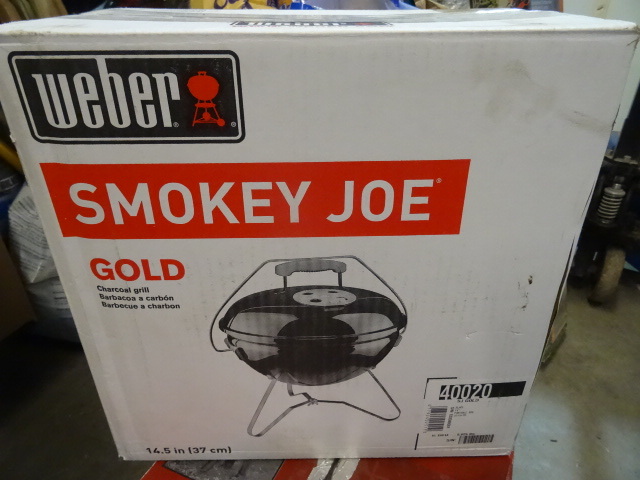 weber
SMOKEY JOE®
GOLD
Charcoal grill
Barbacoa a carbón
Barbecue a charbon
40020
14.5 in (37 cm)